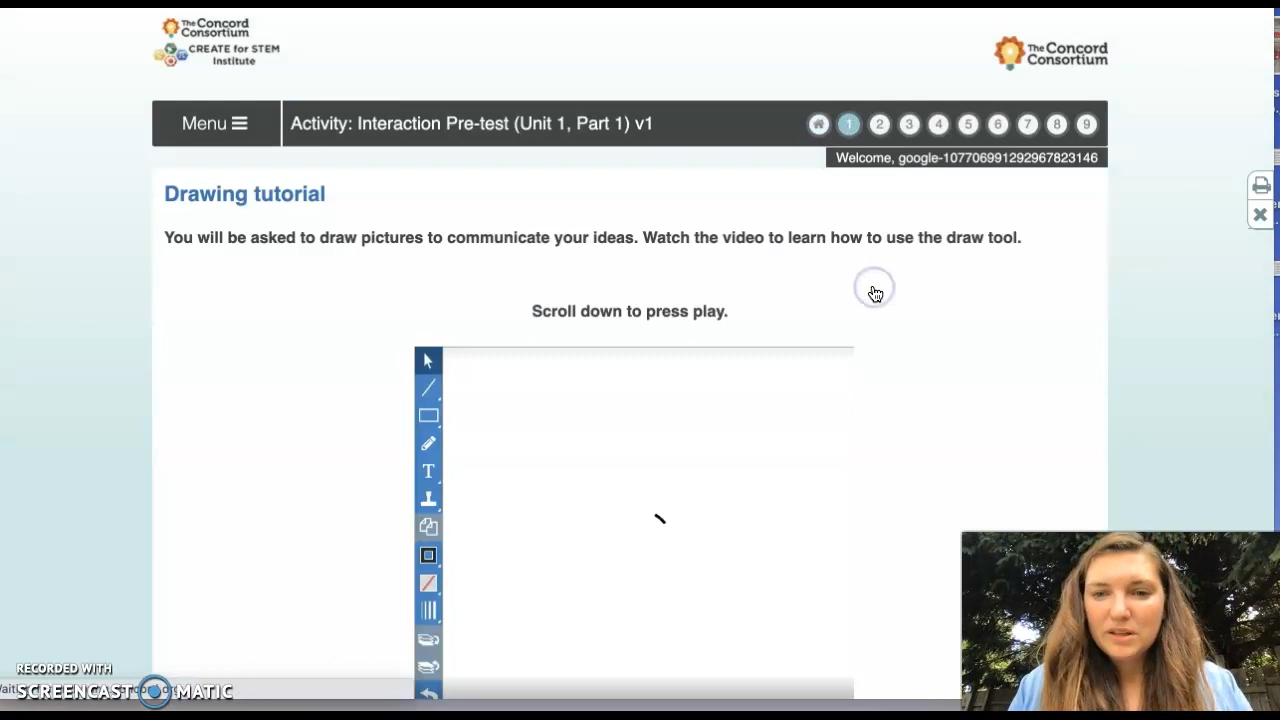 The Concord
Consortium
CREATE for STEM
Institute
The Concord
Consortium
Menu
Activity: Interaction Pre-test (Unit 1, Part 1) v1
1 2 3 4 5 6 7 8 9
Welcome, google-107706991292967823146
Drawing tutorial
You will be asked to draw pictures to communicate your ideas. Watch the video to learn how to use the draw tool.
Scroll down to press play.
T
RECORDED WITH
SCREENCAST MATIC